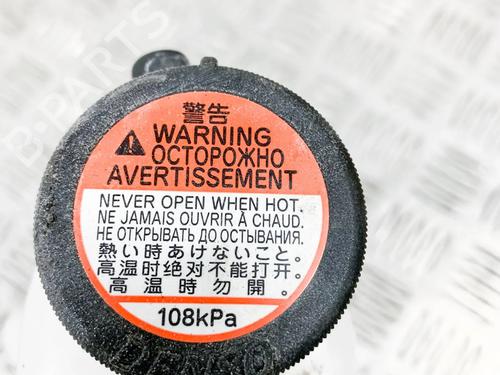 警告
WARNING
ОСТОРОЖНО
AVERTISSEMENT
NEVER OPEN WHEN HOT.
NE JAMAIS OUVRIR À CHAUD.
НЕ ОТКРЫВАТЬ ДО ОСТЫВАНИЯ.
熱い時あけないこと。
高温时绝对不能打开。
高温時勿開。
108kPa
DENSO
B-PARTS